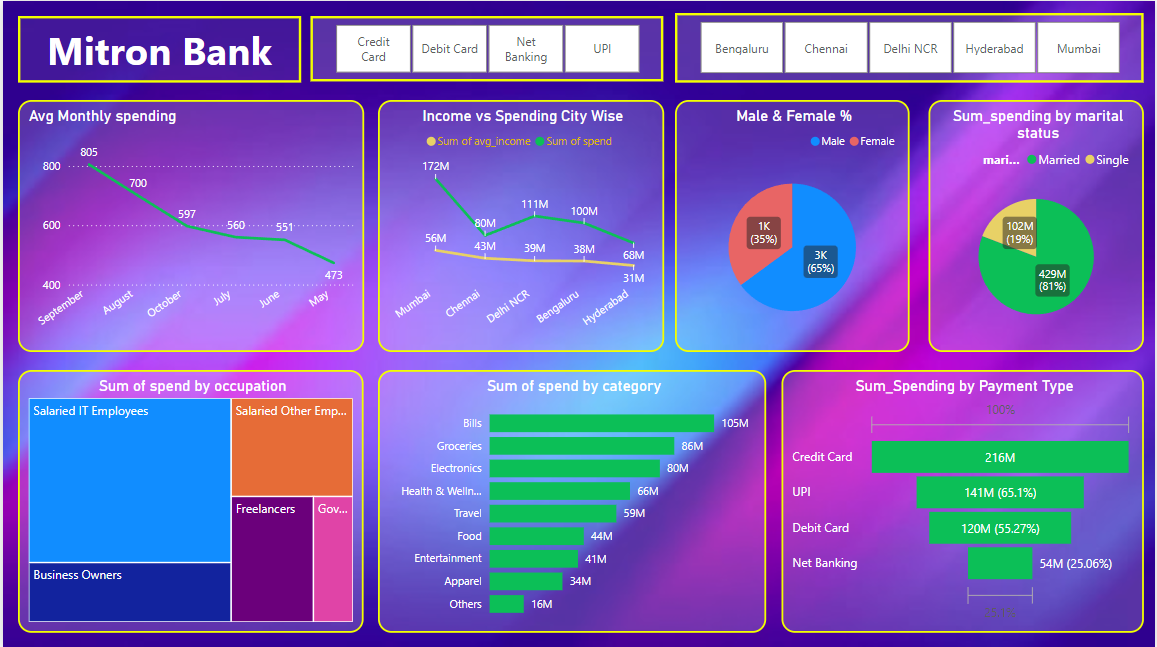 Mitron Bank
Credit
Card
Debit Card
Net
Banking
UPI
Bengaluru
Chennai
Delhi NCR
Hyderabad
Mumbai
Avg Monthly spending
800
600
400
805
700
597
560
551
473
September
August
October
July
June
May
Income vs Spending City Wise
Sum of avg_income
Sum of spend
172M
80M
111M
100M
68M
56M
43M
39M
38M
31M
Mumbai
Chennai
Delhi NCR
Bengaluru
Hyderabad
Male & Female %
Male
Female
1K
(35%)
3K
(65%)
Sum_spending by marital
status
mari...
Married
Single
102M
(19%)
429M
(81%)
Sum of spend by occupation
Salaried IT Employees
Salaried Other Emp...
Business Owners
Freelancers
Gov...
Sum of spend by category
Bills 105M
Groceries 86M
Electronics 80M
Health & Welln... 66M
Travel 59M
Food 44M
Entertainment 41M
Apparel 34M
Others 16M
Sum_Spending by Payment Type
100%
Credit Card 216M
UPI 141M (65.1%)
Debit Card 120M (55.27%)
Net Banking 54M (25.06%)